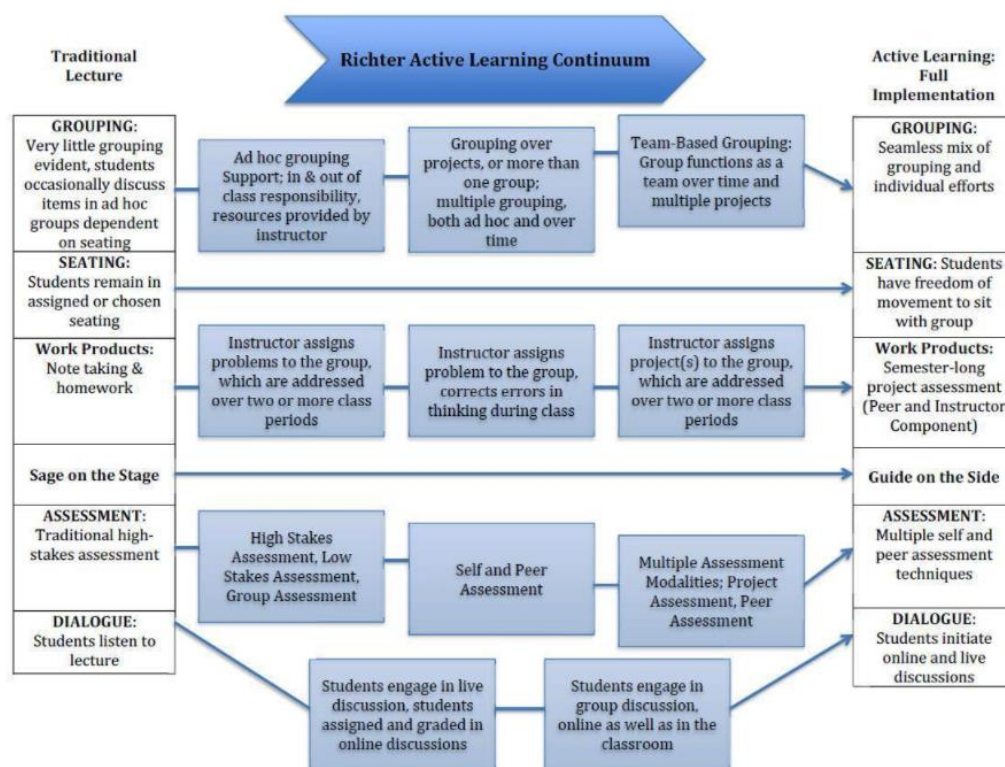 Traditional
Lecture
Richter Active Learning Continuum
Active Learning:
Full
Implementation
GROUPING:
Very little grouping
evident, students
occasionally discuss
items in ad hoc
groups dependent
on seating
Ad hoc grouping
Support; in & out of
class responsibility,
resources provided by
instructor
Grouping over
projects, or more than
one group;
multiple grouping,
both ad hoc and over
time
Team-Based Grouping:
Group functions as a
team over time and
multiple projects
GROUPING:
Seamless mix of
grouping and
individual efforts
SEATING:
Students remain in
assigned or chosen
seating
SEATING: Students
have freedom of
movement to sit
with group
Work Products:
Note taking &
homework
Instructor assigns
problems to the group,
which are addressed
over two or more class
periods
Instructor assigns
problem to the group,
corrects errors in
thinking during class
Instructor assigns
project(s) to the group,
which are addressed
over two or more class
periods
Work Products:
Semester-long
project assessment
(Peer and Instructor
Component)
Sage on the Stage
Guide on the Side
ASSESSMENT:
Traditional high-
stakes assessment
High Stakes
Assessment, Low
Stakes Assessment,
Group Assessment
Self and Peer
Assessment
Multiple Assessment
Modalities; Project
Assessment, Peer
Assessment
ASSESSMENT:
Multiple self and
peer assessment
techniques
DIALOGUE:
Students listen to
lecture
Students engage in live
discussion, students
assigned and graded in
online discussions
Students engage in
group discussion,
online as well as in the
classroom
DIALOGUE:
Students initiate
online and live
discussions